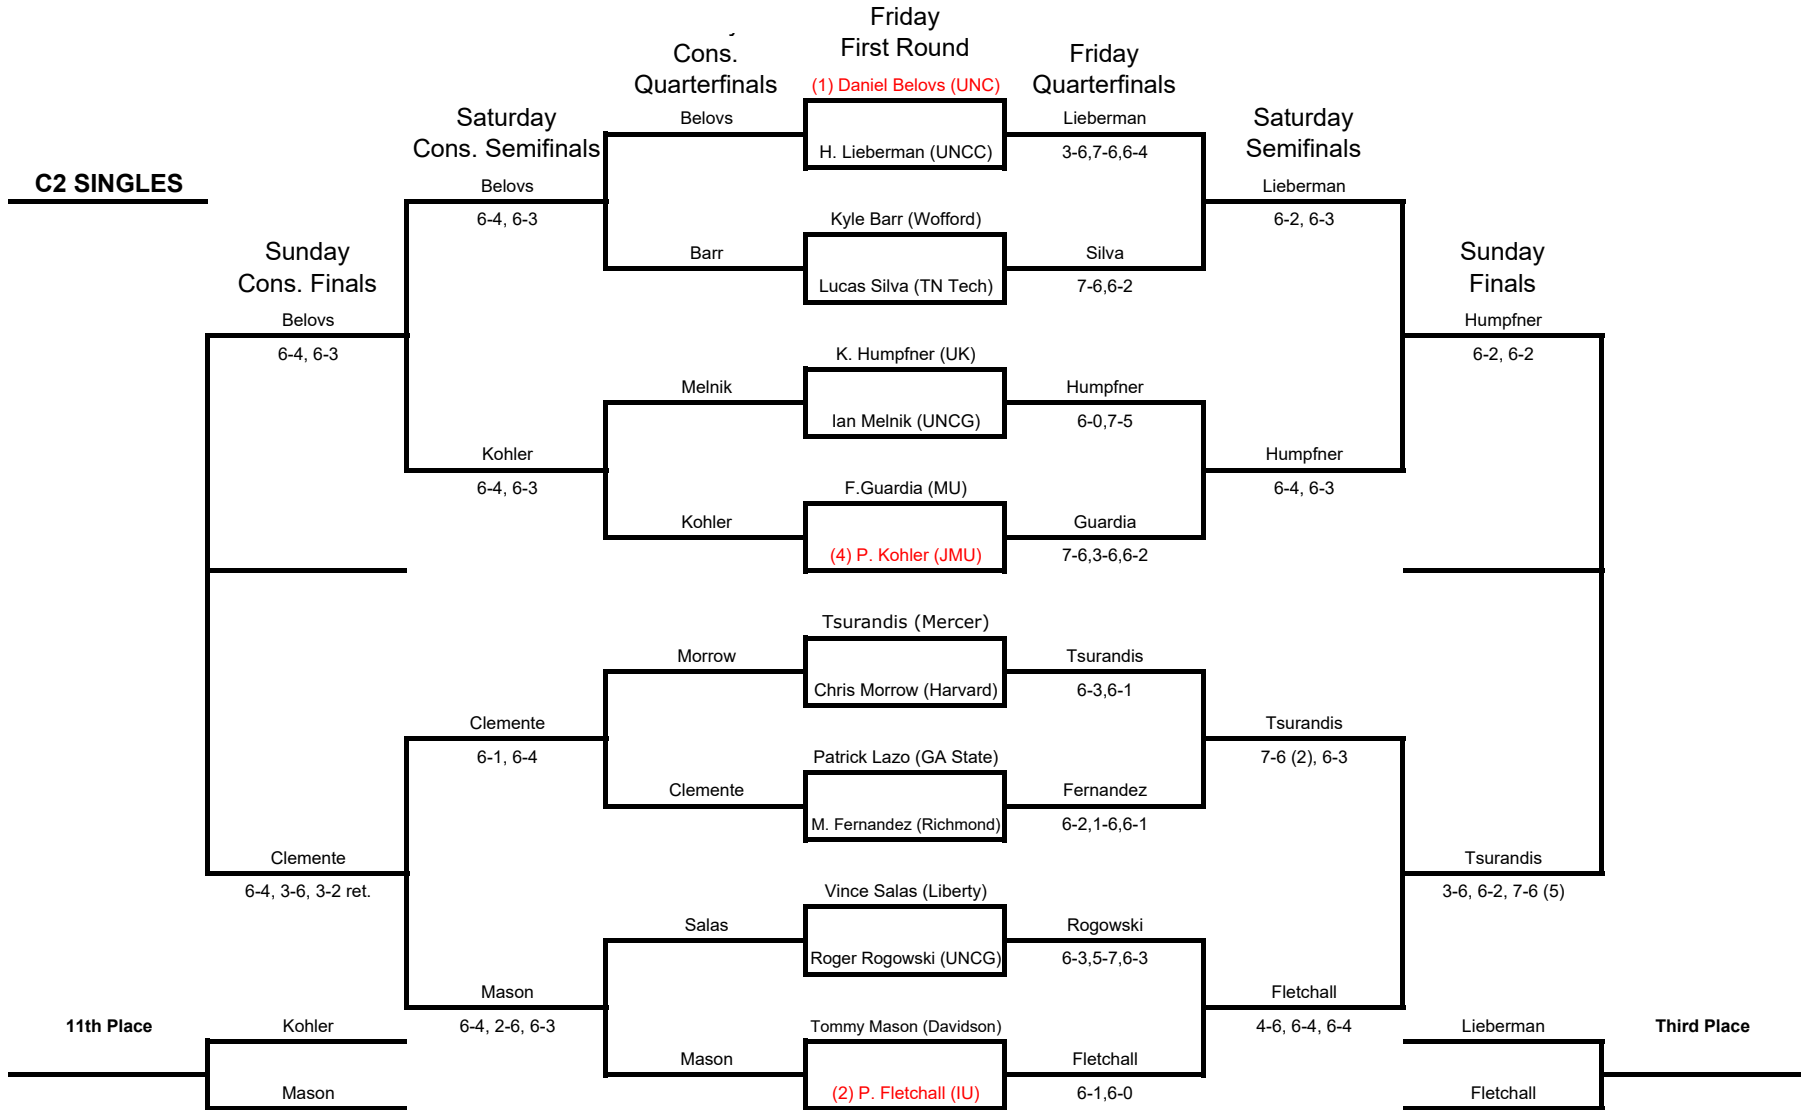 Friday
First Round
Cons.
Quarterfinals
Friday
Quarterfinals
(1) Daniel Belovs (UNC)
Saturday
Cons. Semifinals
Belovs
Lieberman
Saturday
Semifinals
H. Lieberman (UNCC)
3-6,7-6,6-4
C2 SINGLES
Belovs
Lieberman
6-4, 6-3
Kyle Barr (Wofford)
6-2, 6-3
Sunday
Cons. Finals
Barr
Silva
Sunday
Finals
Lucas Silva (TN Tech)
7-6,6-2
Belovs
Humpfner
6-4, 6-3
K. Humpfner (UK)
6-2, 6-2
Melnik
Humpfner
Ian Melnik (UNCG)
6-0,7-5
Kohler
Humpfner
6-4, 6-3
F.Guardia (MU)
6-4, 6-3
Kohler
Guardia
(4) P. Kohler (JMU)
7-6,3-6,6-2
Tsurandis (Mercer)
Morrow
Tsurandis
Chris Morrow (Harvard)
6-3,6-1
Clemente
Tsurandis
6-1, 6-4
Patrick Lazo (GA State)
7-6 (2), 6-3
Clemente
Fernandez
M. Fernandez (Richmond)
6-2,1-6,6-1
Clemente
Tsurandis
6-4, 3-6, 3-2 ret.
Vince Salas (Liberty)
3-6, 6-2, 7-6 (5)
Salas
Rogowski
Roger Rogowski (UNCG)
6-3,5-7,6-3
Mason
Fletchall
11th Place
Kohler
6-4, 2-6, 6-3
Tommy Mason (Davidson)
4-6, 6-4, 6-4
Lieberman
Third Place
Mason
Fletchall
Mason
(2) P. Fletchall (IU)
6-1,6-0
Fletchall